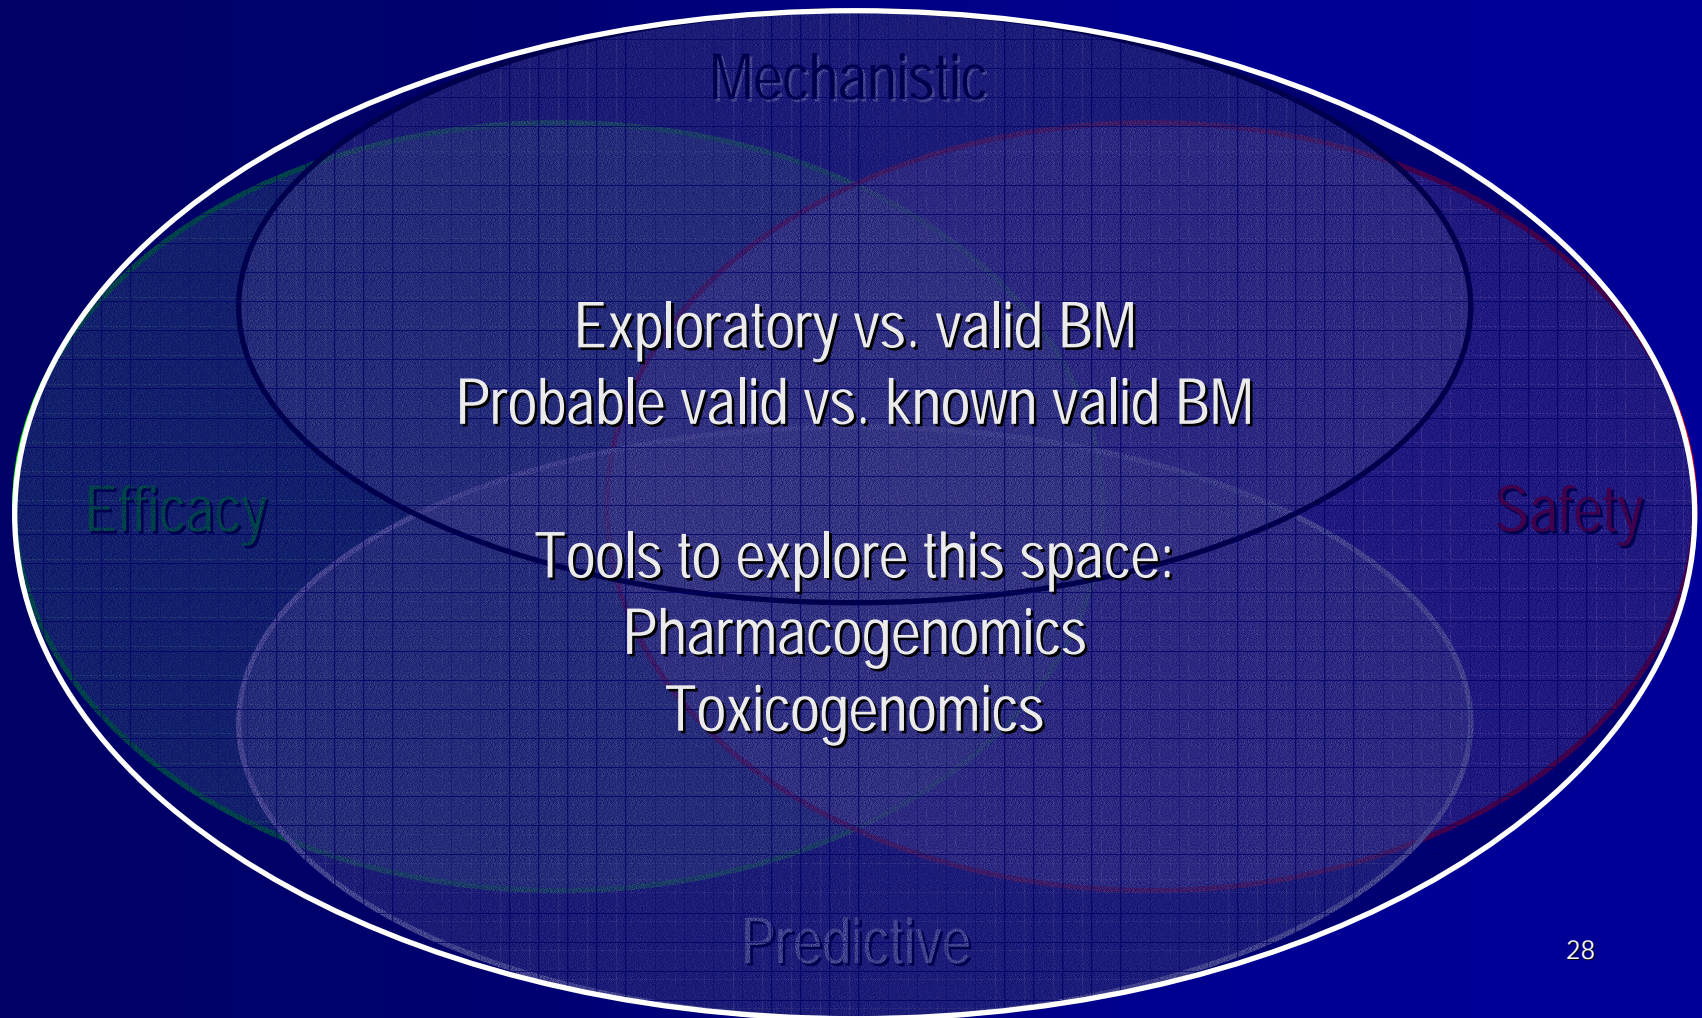 Mechanistic
Exploratory vs. valid BM
Probable valid vs. known valid BM
Efficacy
Safety
Tools to explore this space:
Pharmacogenomics
Toxicogenomics
Predictive
28